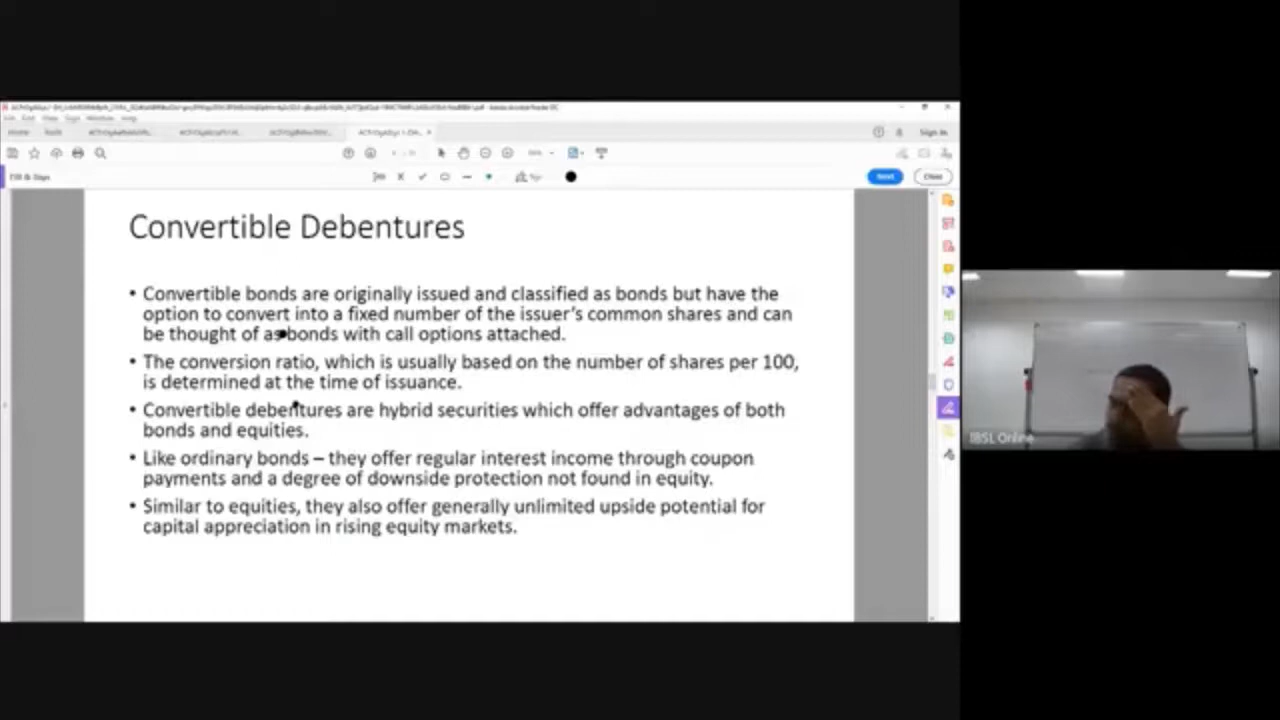 Home
Tools
Sign In
Fill & Sign
Next
Close
Convertible Debentures
• Convertible bonds are originally issued and classified as bonds but have the
option to convert into a fixed number of the issuer's common shares and can
be thought of as bonds with call options attached.
• The conversion ratio, which is usually based on the number of shares per 100,
is determined at the time of issuance.
• Convertible debentures are hybrid securities which offer advantages of both
bonds and equities.
• Like ordinary bonds – they offer regular interest income through coupon
payments and a degree of downside protection not found in equity.
• Similar to equities, they also offer generally unlimited upside potential for
capital appreciation in rising equity markets.
IBSL Online